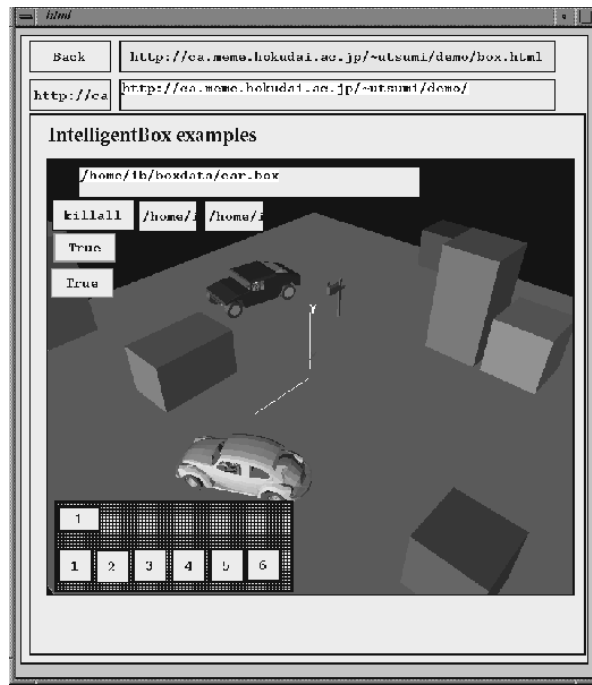 html
Back http://ca.meme.hokudai.ac.jp/~utsumi/demo/box.html
http://ca http://ca.meme.hokudai.ac.jp/~utsumi/demo/
IntelligentBox examples
/home/ib/boxdata/car.box
killall /home/i /home/i
True
True
Y
1
1 2 3 4 5 6